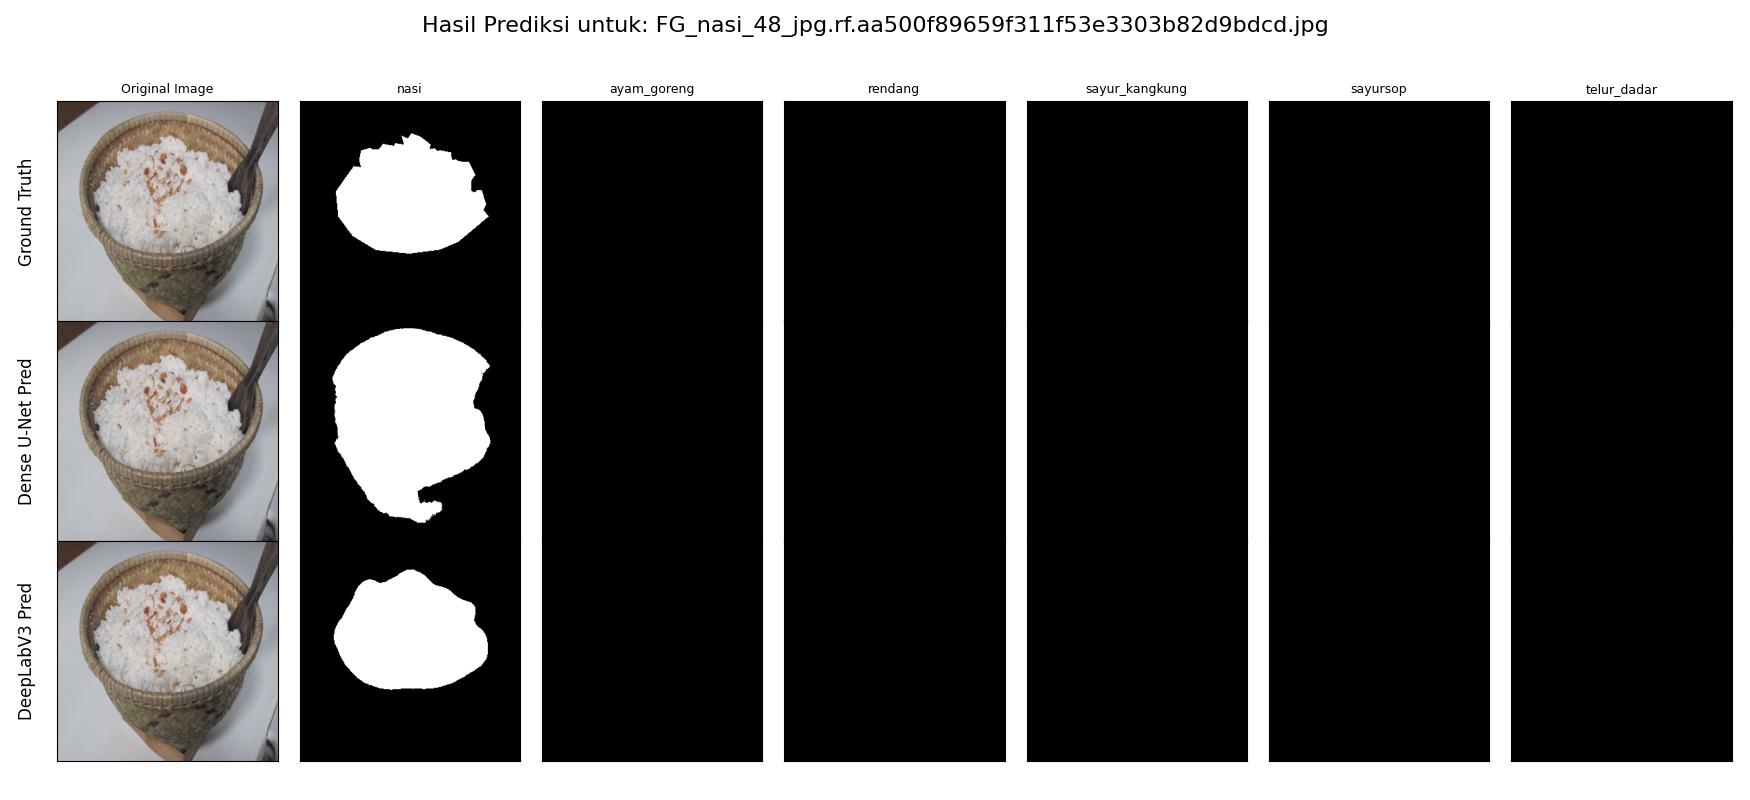 Hasil Prediksi untuk: FG_nasi_48_jpg.rf.aa500f89659f311f53e3303b82d9bdcd.jpg
Original Image
nasi
ayam_goreng
rendang
sayur_kangkung
sayursop
telur_dadar
Ground Truth
Dense U-Net Pred
DeepLabV3 Pred